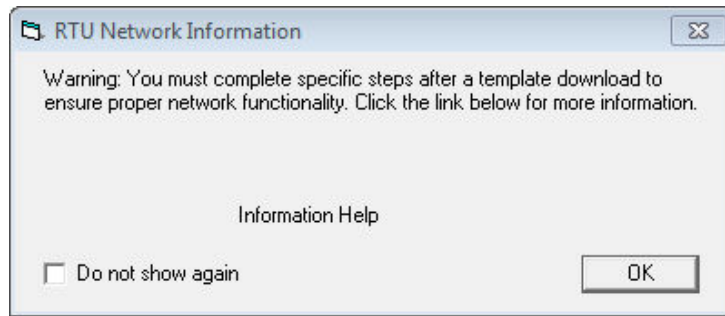 RTU Network Information
Warning: You must complete specific steps after a template download to
ensure proper network functionality. Click the link below for more information.
Information Help
Do not show again
OK